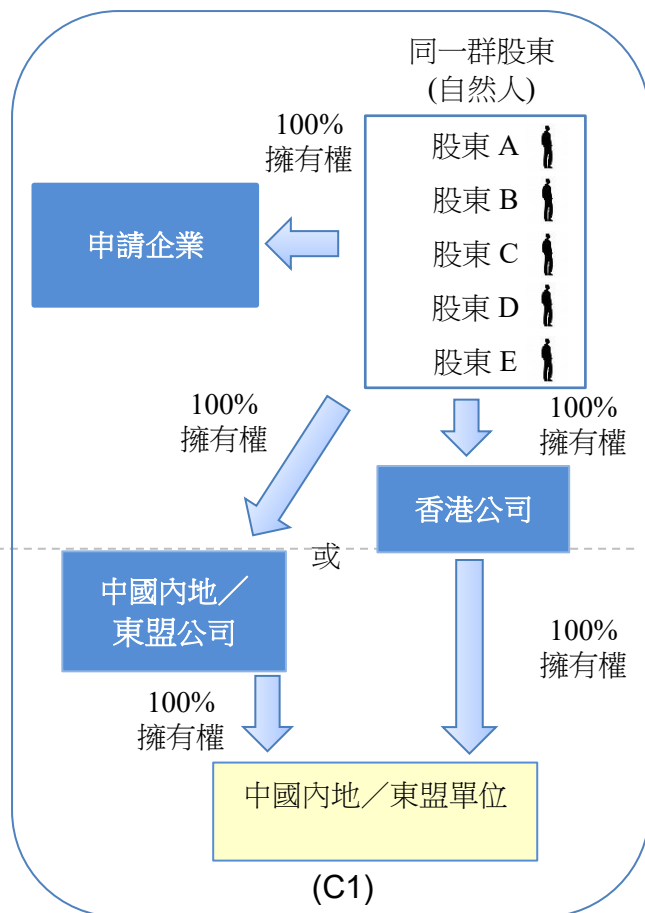 同一群股東
(自然人)
100%
擁有權
股東 A
股東 B
股東 C
股東 D
股東 E
申請企業
100%
擁有權
100%
擁有權
香港公司
或
中國內地／
東盟公司
100%
擁有權
100%
擁有權
中國內地／東盟單位
(C1)